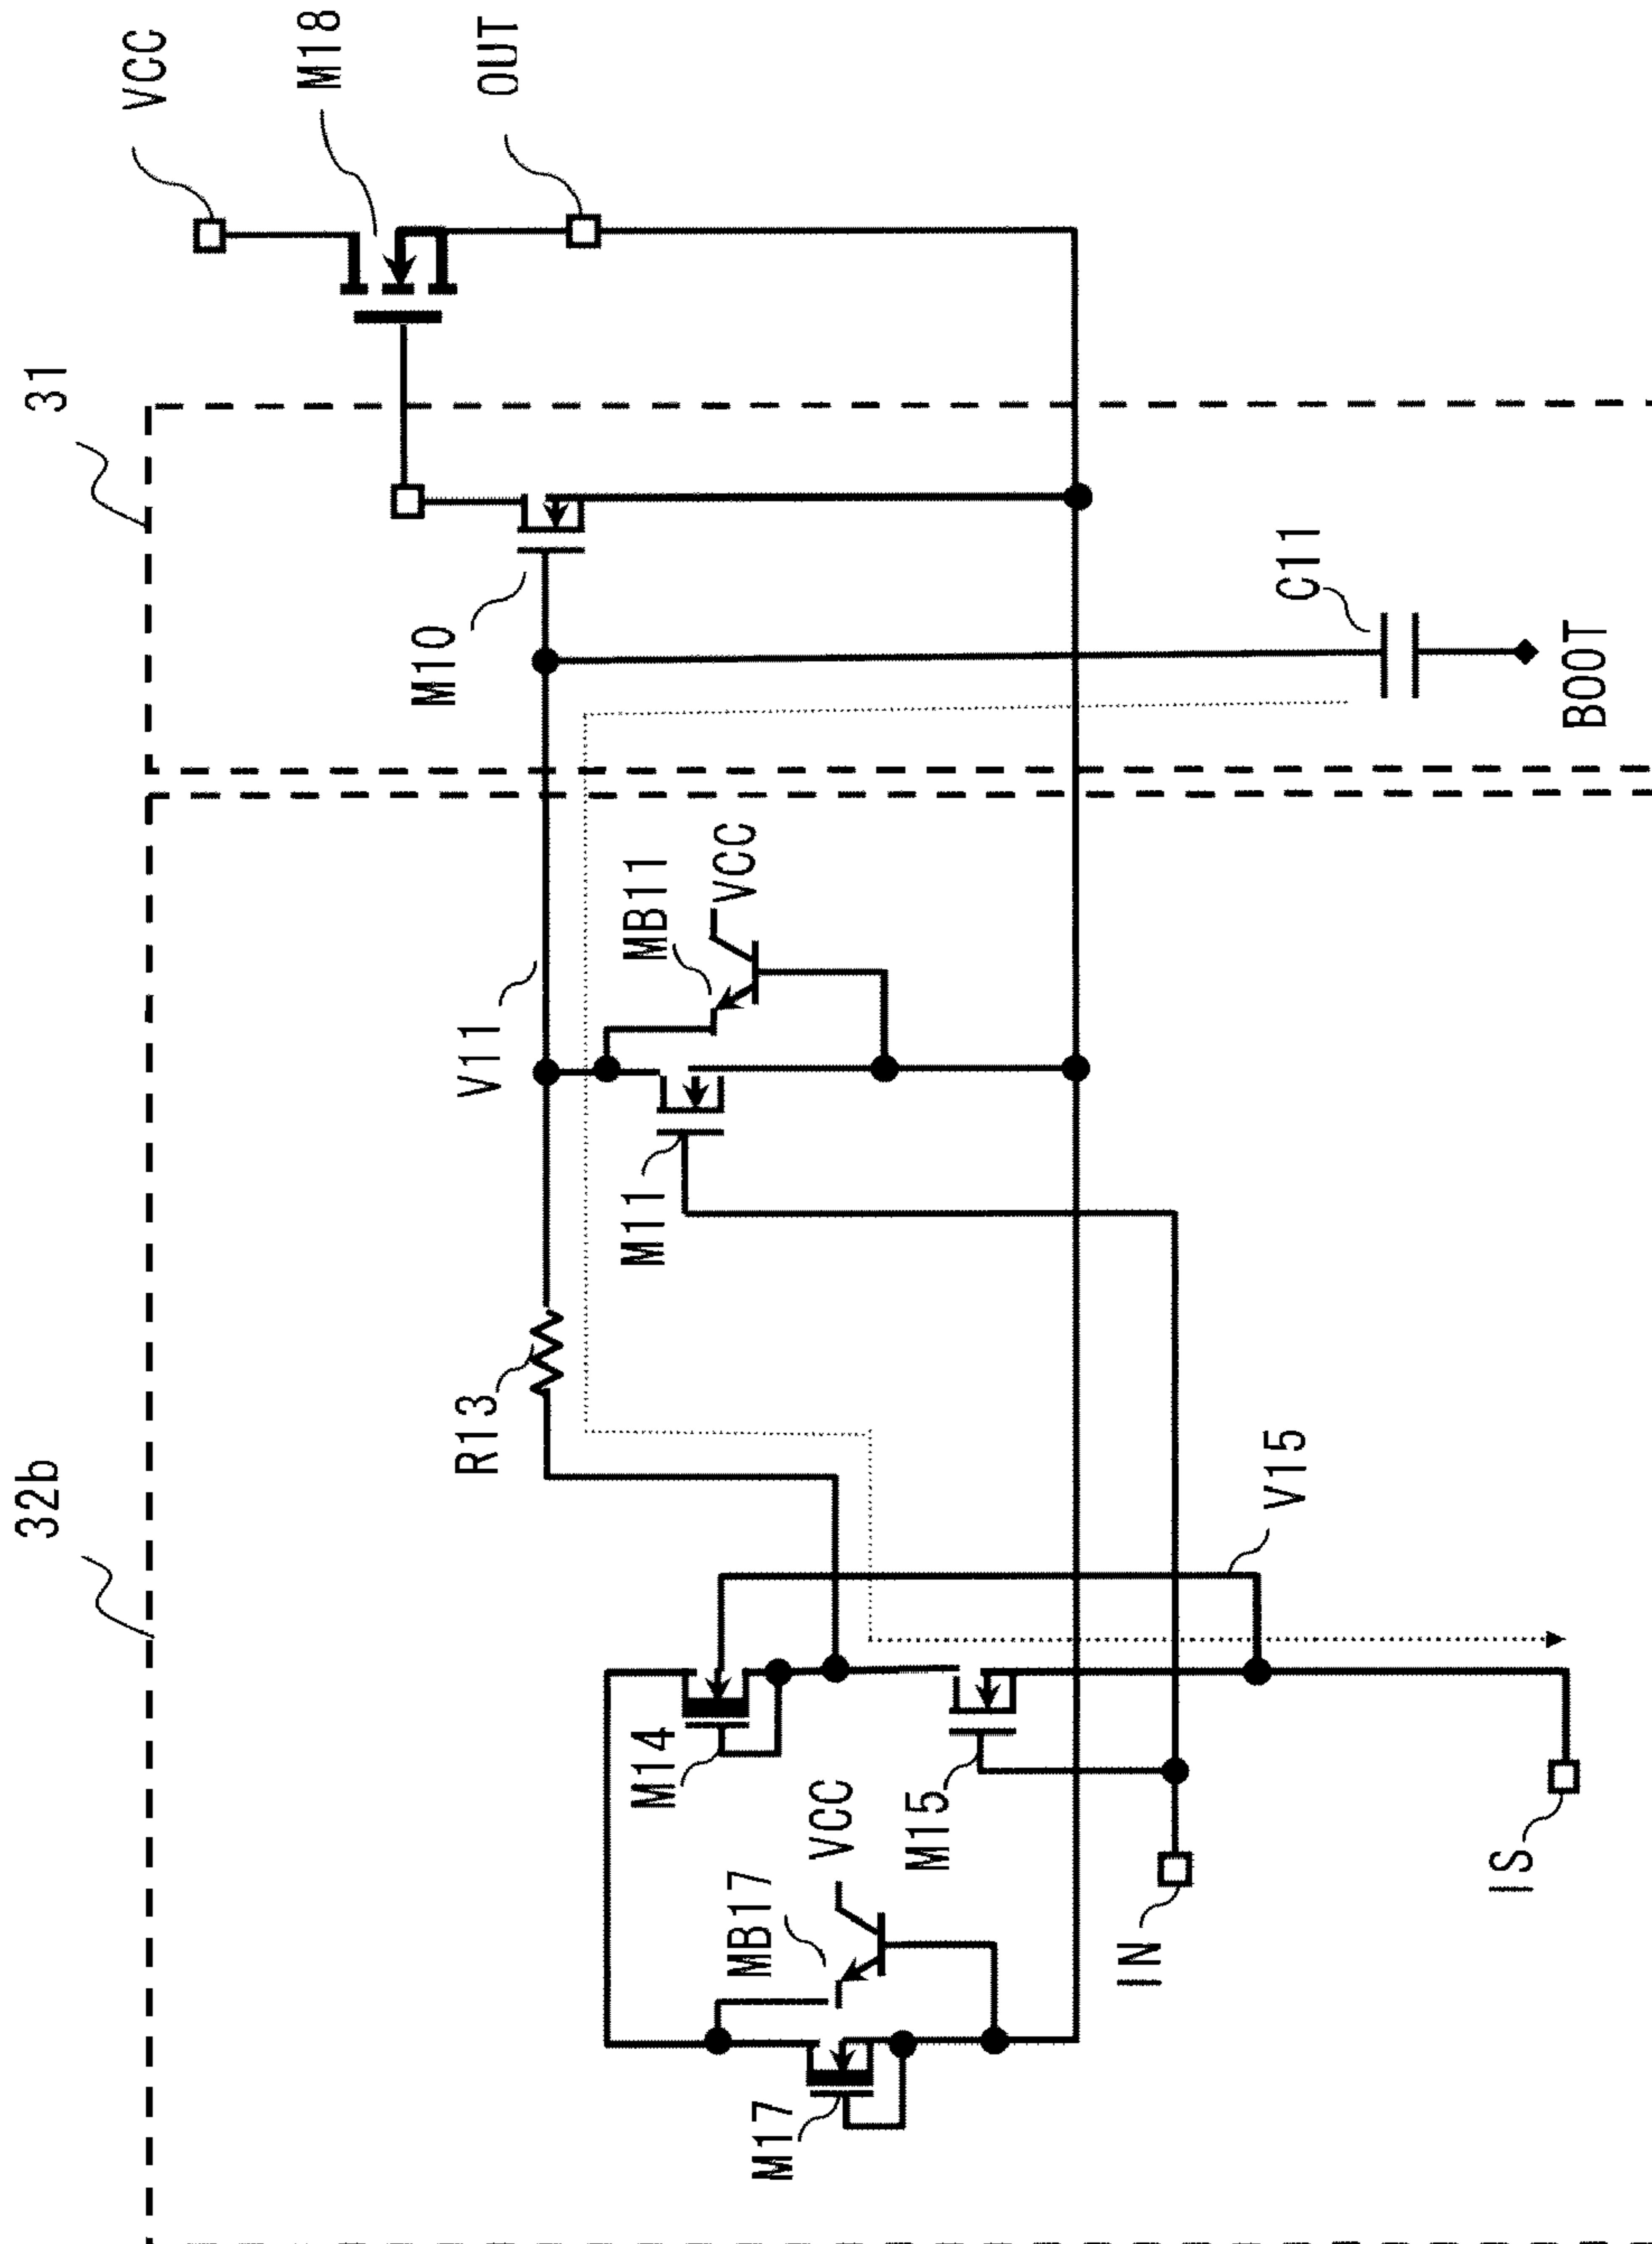 VCC
M18
OUT
31
M10
C11
BOOT
VCC
MB11
V11
M11
R13
32b
V15
M14
VCC
M15
MB17
IS
IN
M17